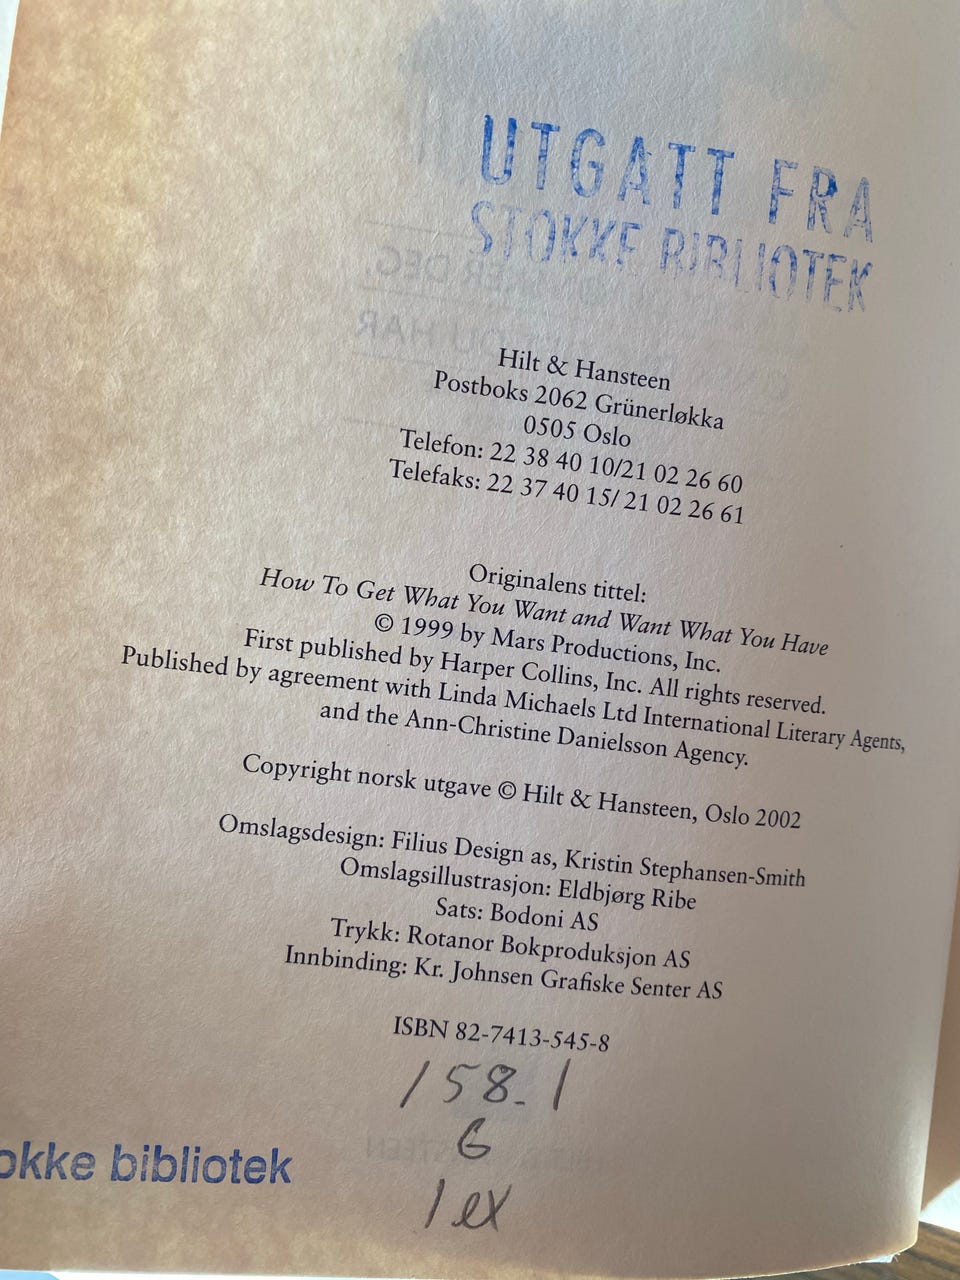 UTGATT FRA
STOKKE BIBLIOTEK
Hilt & Hansteen
Postboks 2062 Grünerløkka
0505 Oslo
Telefon: 22 38 40 10/21 02 26 60
Telefaks: 22 37 40 15/ 21 02 26 61
Originalens tittel:
How To Get What You Want and Want What You Have
© 1999 by Mars Productions, Inc.
First published by Harper Collins, Inc. All rights reserved.
Published by agreement with Linda Michaels Ltd International Literary Agents,
and the Ann-Christine Danielsson Agency.
Copyright norsk utgave © Hilt & Hansteen, Oslo 2002
Omslagsdesign: Filius Design as, Kristin Stephansen-Smith
Omslagsillustrasjon: Eldbjørg Ribe
Sats: Bodoni AS
Trykk: Rotanor Bokproduksjon AS
Innbinding: Kr. Johnsen Grafiske Senter AS
ISBN 82-7413-545-8
158.1
G
1 ex
okke bibliotek